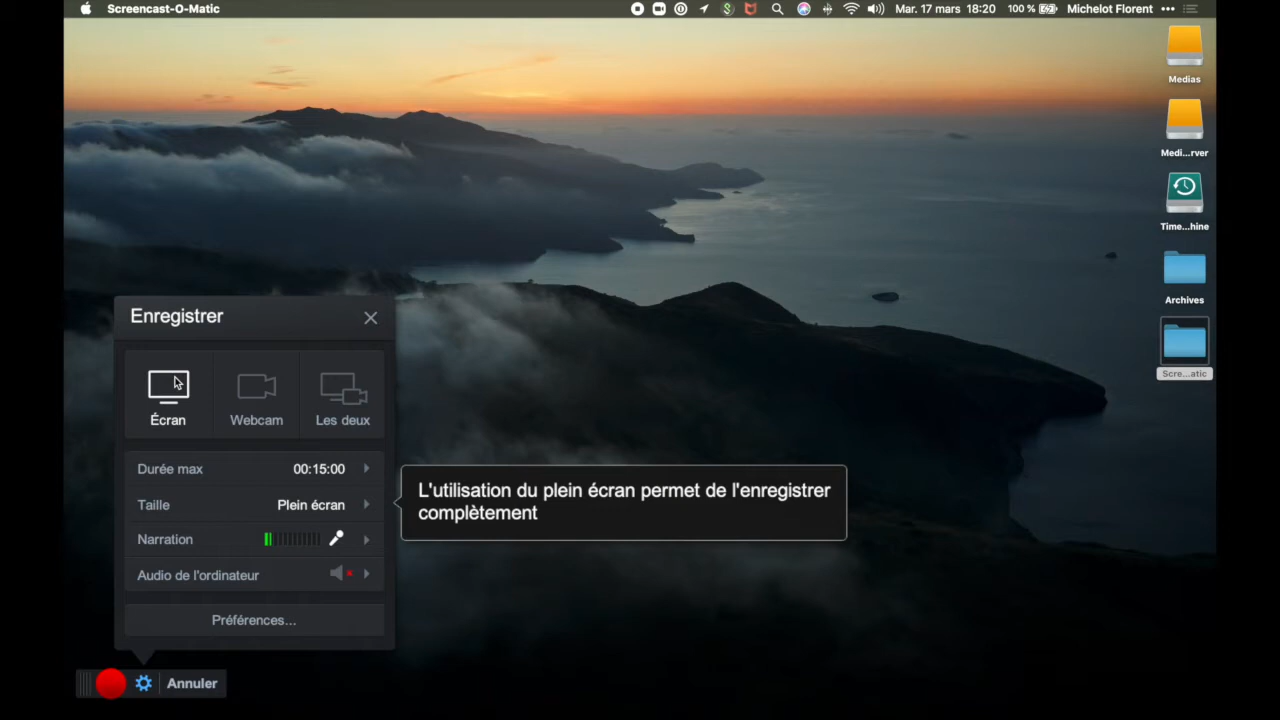 Screencast-O-Matic
Mar. 17 mars 18:20 100 % Michelot Florent
Medias
Medi...rver
Time...hine
Archives
Scre...atic
Enregistrer
Écran Webcam Les deux
Durée max 00:15:00
Taille Plein écran
Narration
Audio de l'ordinateur
Préférences...
L'utilisation du plein écran permet de l'enregistrer
complètement
Annuler